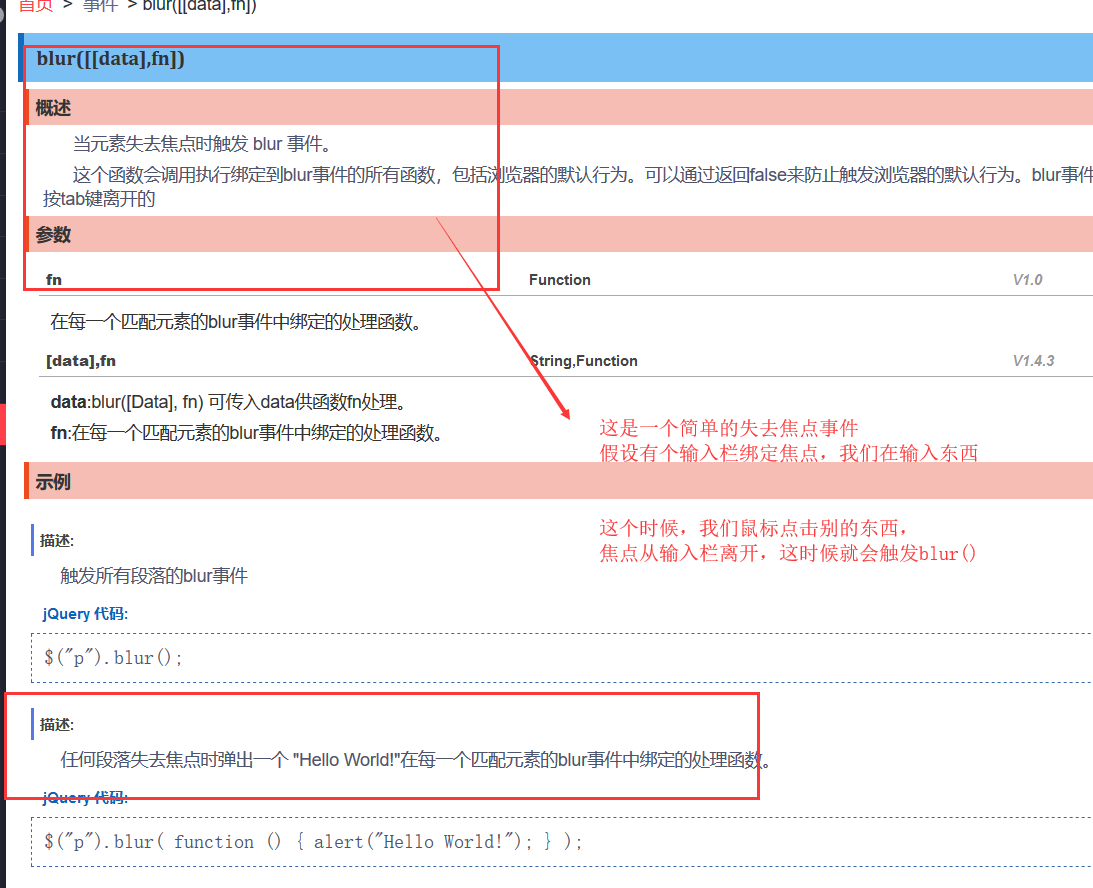 首页 > 事件 > blur([[data],fn])
blur([[data],fn])
概述
当元素失去焦点时触发 blur 事件。
这个函数会调用执行绑定到blur事件的所有函数，包括浏览器的默认行为。可以通过返回false来防止触发浏览器的默认行为。blur事件
按tab键离开的
参数
fn Function V1.0
在每一个匹配元素的blur事件中绑定的处理函数。
[data],fn String,Function V1.4.3
data:blur([Data], fn) 可传入data供函数fn处理。
fn:在每一个匹配元素的blur事件中绑定的处理函数。
这是一个简单的失去焦点事件
假设有个输入栏绑定焦点，我们在输入东西
示例
这个时候，我们鼠标点击别的东西，
焦点从输入栏离开，这时候就会触发blur()
描述:
触发所有段落的blur事件
jQuery 代码:
$("p").blur();
描述:
任何段落失去焦点时弹出一个 "Hello World!"在每一个匹配元素的blur事件中绑定的处理函数。
jQuery 代码:
$("p").blur( function () { alert("Hello World!"); } );